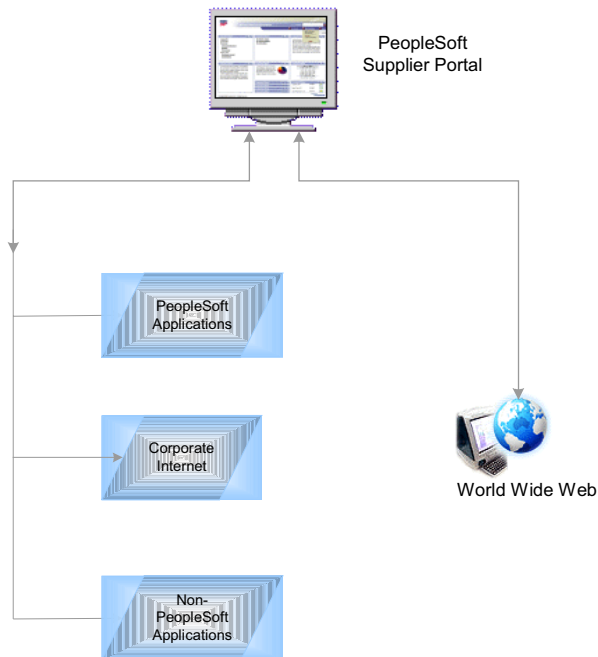 PeopleSoft
Supplier Portal
PeopleSoft
Applications
Corporate
Internet
World Wide Web
Non-
PeopleSoft
Applications